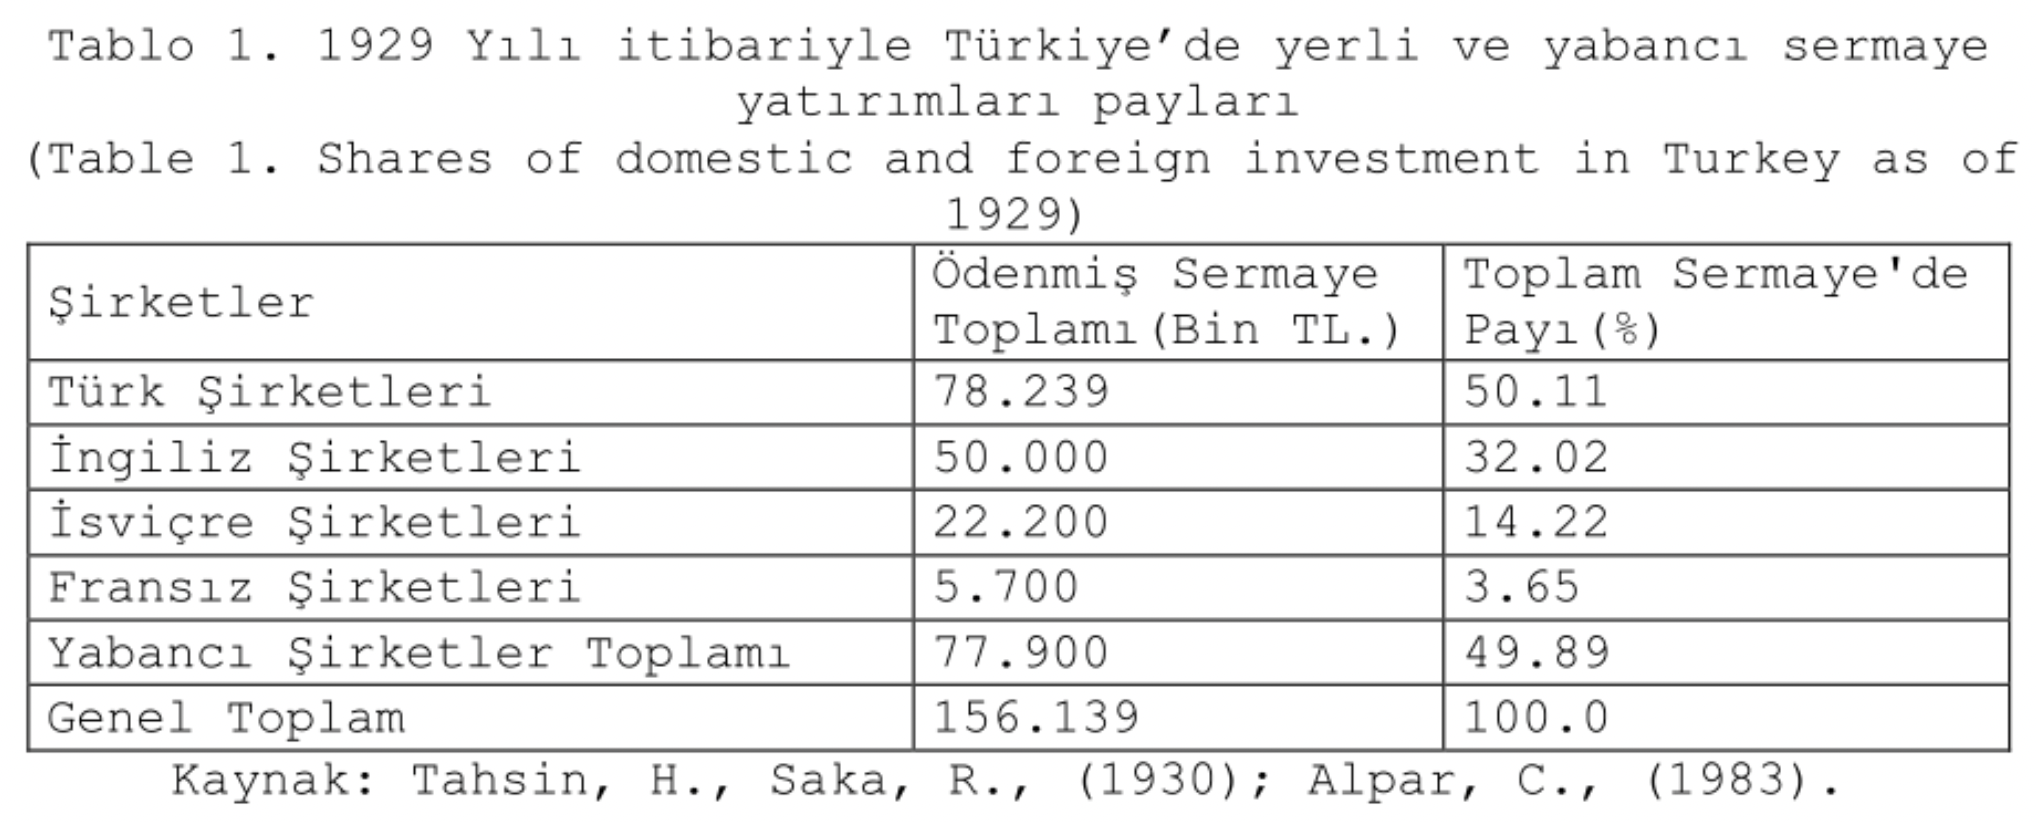 Tablo 1. 1929 Yılı itibariyle Türkiye’de yerli ve yabancı sermaye
yatırımları payları
(Table 1. Shares of domestic and foreign investment in Turkey as of
1929)
Şirketler Ödenmiş Sermaye Toplamı(Bin TL.) Toplam Sermaye'de Payı(%)
Türk Şirketleri 78.239 50.11
İngiliz Şirketleri 50.000 32.02
İsviçre Şirketleri 22.200 14.22
Fransız Şirketleri 5.700 3.65
Yabancı Şirketler Toplamı 77.900 49.89
Genel Toplam 156.139 100.0
Kaynak: Tahsin, H., Saka, R., (1930); Alpar, C., (1983).